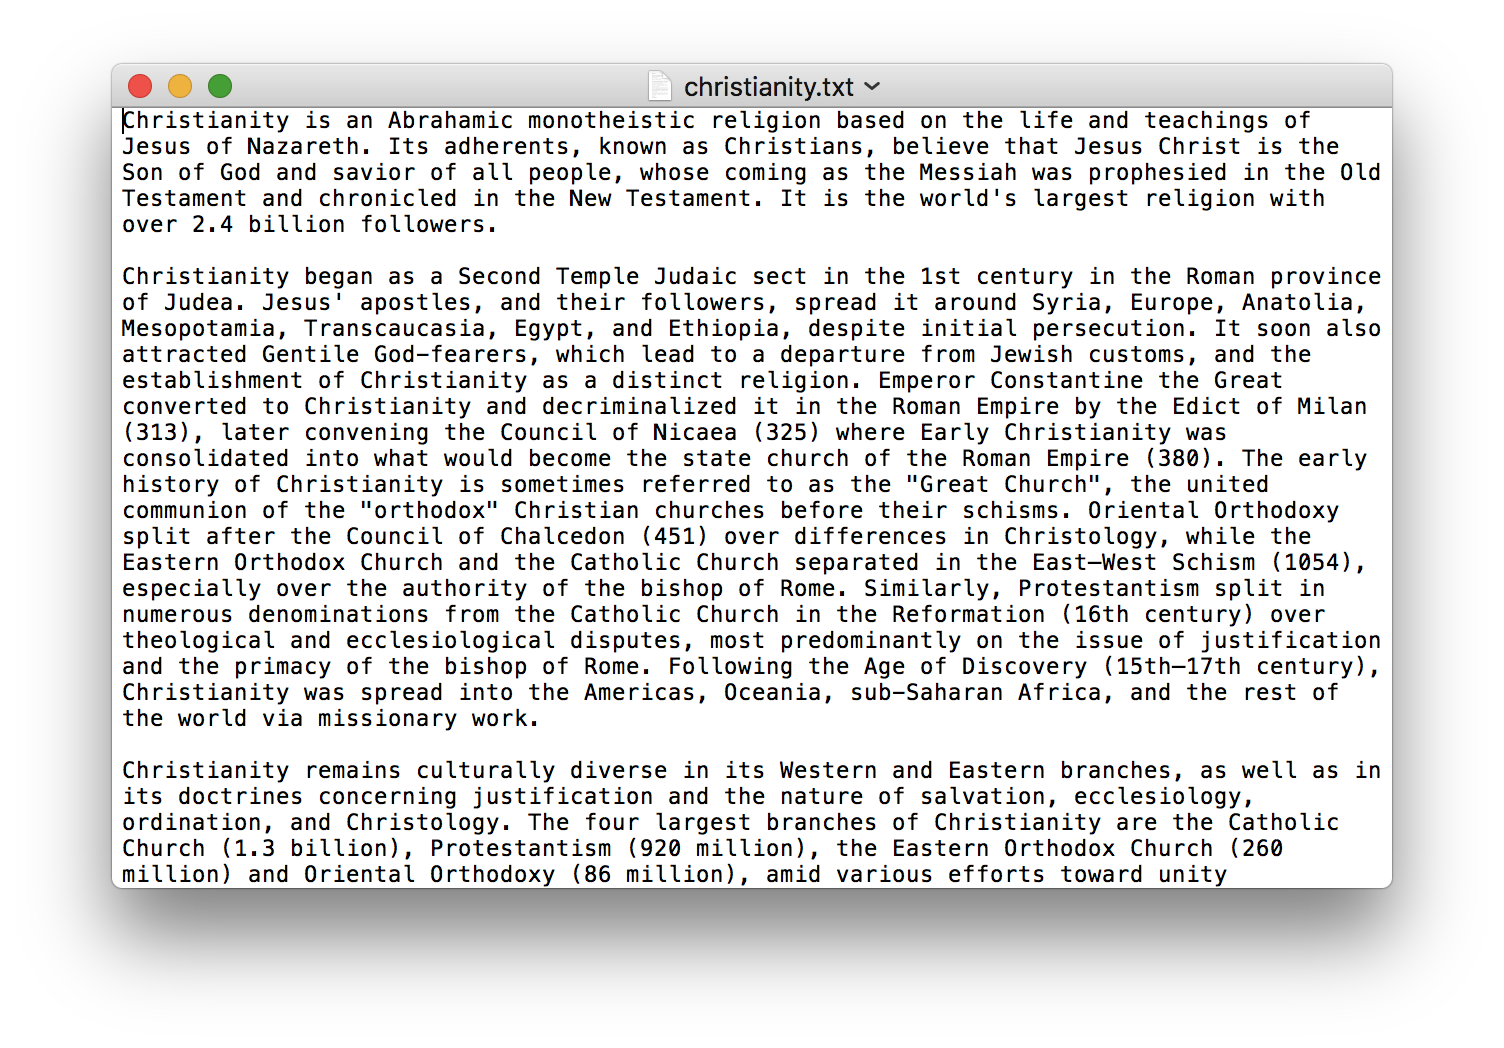 christianity.txt
Christianity is an Abrahamic monotheistic religion based on the life and teachings of
Jesus of Nazareth. Its adherents, known as Christians, believe that Jesus Christ is the
Son of God and savior of all people, whose coming as the Messiah was prophesied in the Old
Testament and chronicled in the New Testament. It is the world's largest religion with
over 2.4 billion followers.

Christianity began as a Second Temple Judaic sect in the 1st century in the Roman province
of Judea. Jesus' apostles, and their followers, spread it around Syria, Europe, Anatolia,
Mesopotamia, Transcaucasia, Egypt, and Ethiopia, despite initial persecution. It soon also
attracted Gentile God-fearers, which lead to a departure from Jewish customs, and the
establishment of Christianity as a distinct religion. Emperor Constantine the Great
converted to Christianity and decriminalized it in the Roman Empire by the Edict of Milan
(313), later convening the Council of Nicaea (325) where Early Christianity was
consolidated into what would become the state church of the Roman Empire (380). The early
history of Christianity is sometimes referred to as the "Great Church", the united
communion of the "orthodox" Christian churches before their schisms. Oriental Orthodoxy
split after the Council of Chalcedon (451) over differences in Christology, while the
Eastern Orthodox Church and the Catholic Church separated in the East–West Schism (1054),
especially over the authority of the bishop of Rome. Similarly, Protestantism split in
numerous denominations from the Catholic Church in the Reformation (16th century) over
theological and ecclesiological disputes, most predominantly on the issue of justification
and the primacy of the bishop of Rome. Following the Age of Discovery (15th–17th century),
Christianity was spread into the Americas, Oceania, sub-Saharan Africa, and the rest of
the world via missionary work.

Christianity remains culturally diverse in its Western and Eastern branches, as well as in
its doctrines concerning justification and the nature of salvation, ecclesiology,
ordination, and Christology. The four largest branches of Christianity are the Catholic
Church (1.3 billion), Protestantism (920 million), the Eastern Orthodox Church (260
million) and Oriental Orthodoxy (86 million), amid various efforts toward unity